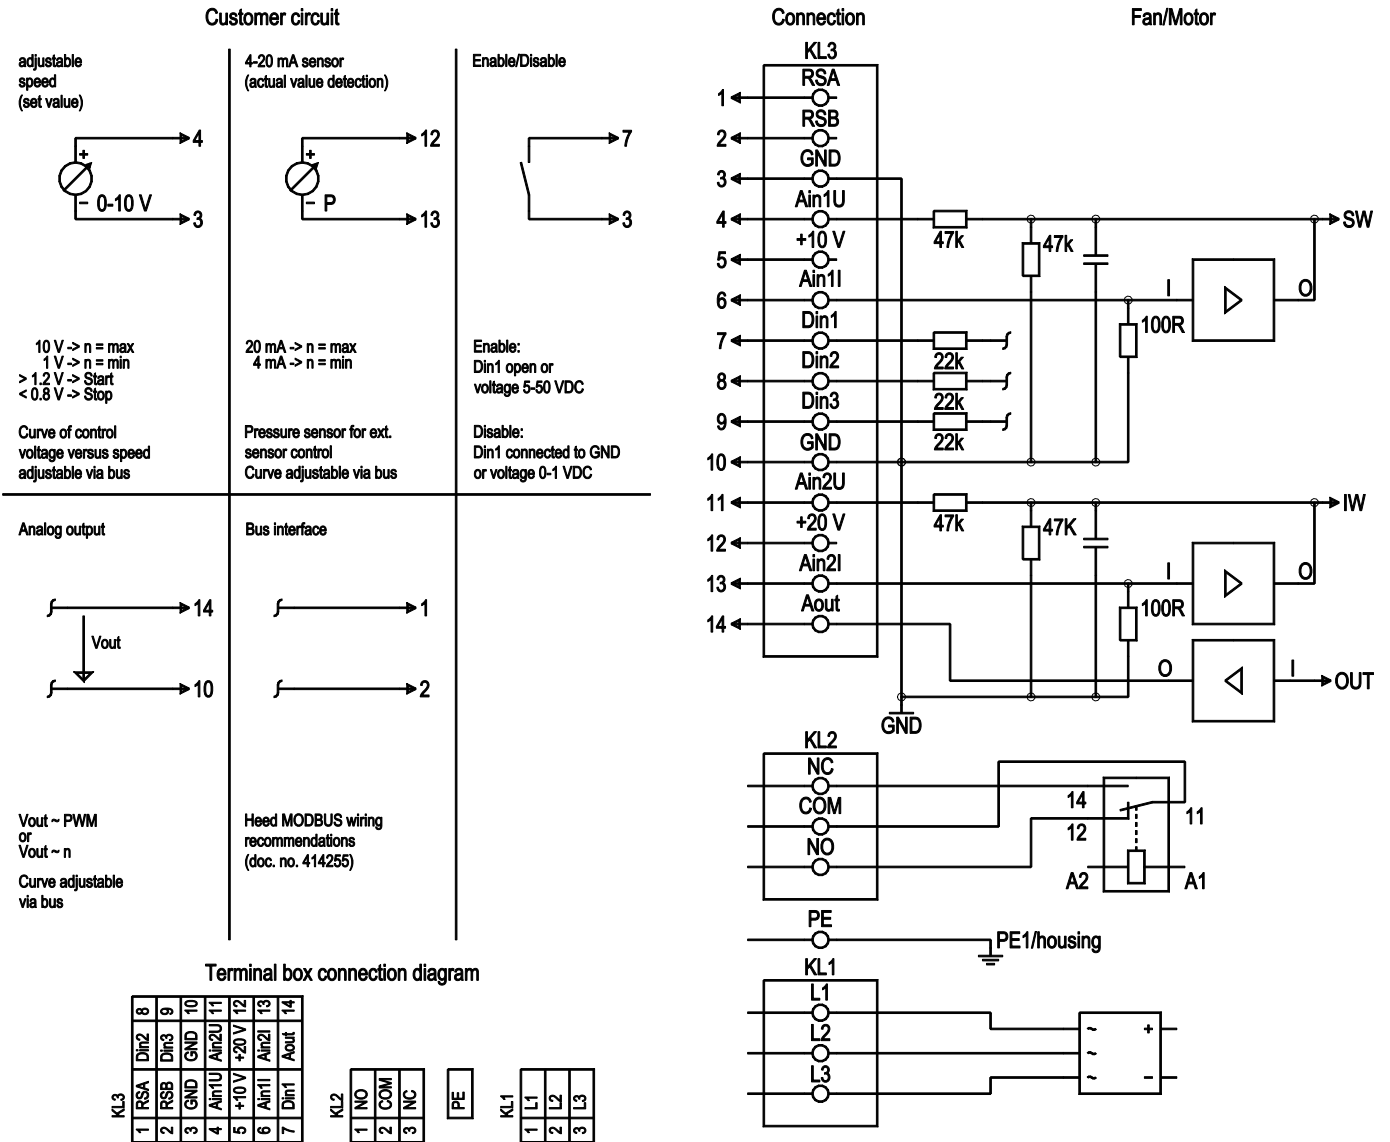 Customer circuit
adjustable
speed
(set value)
4
+
− 0-10 V
3
10 V -> n = max
1 V -> n = min
> 1.2 V -> Start
< 0.8 V -> Stop
Curve of control
voltage versus speed
adjustable via bus
4-20 mA sensor
(actual value detection)
12
+
− P
13
20 mA -> n = max
4 mA -> n = min
Pressure sensor for ext.
sensor control
Curve adjustable via bus
Enable/Disable
7
3
Enable:
Din1 open or
voltage 5-50 VDC
Disable:
Din1 connected to GND
or voltage 0-1 VDC
Analog output
14
Vout
10
Vout ~ PWM
or
Vout ~ n
Curve adjustable
via bus
Bus interface
1
2
Heed MODBUS wiring
recommendations
(doc. no. 414255)
Connection
Fan/Motor
KL3
RSA
1
RSB
2
GND
3
Ain1U
4
47k
47k
SW
+10 V
5
Ain1I
6
I
O
100R
Din1
7
22k
Din2
8
22k
Din3
9
22k
GND
10
Ain2U
11
47k
47K
IW
+20 V
12
Ain2I
13
I
O
100R
Aout
14
O
I
OUT
GND
KL2
NC
COM
NO
14
12
11
A2
A1
PE
PE1/housing
KL1
L1
L2
L3
~
~
~
+
−
Terminal box connection diagram
KL3
1 RSA Din2 8
2 RSB Din3 9
3 GND GND 10
4 Ain1U Ain2U 11
5 +10 V +20 V 12
6 Ain1I Ain2I 13
7 Din1 Aout 14
KL2
1 NO
2 COM
3 NC
PE
KL1
1 L1
2 L2
3 L3